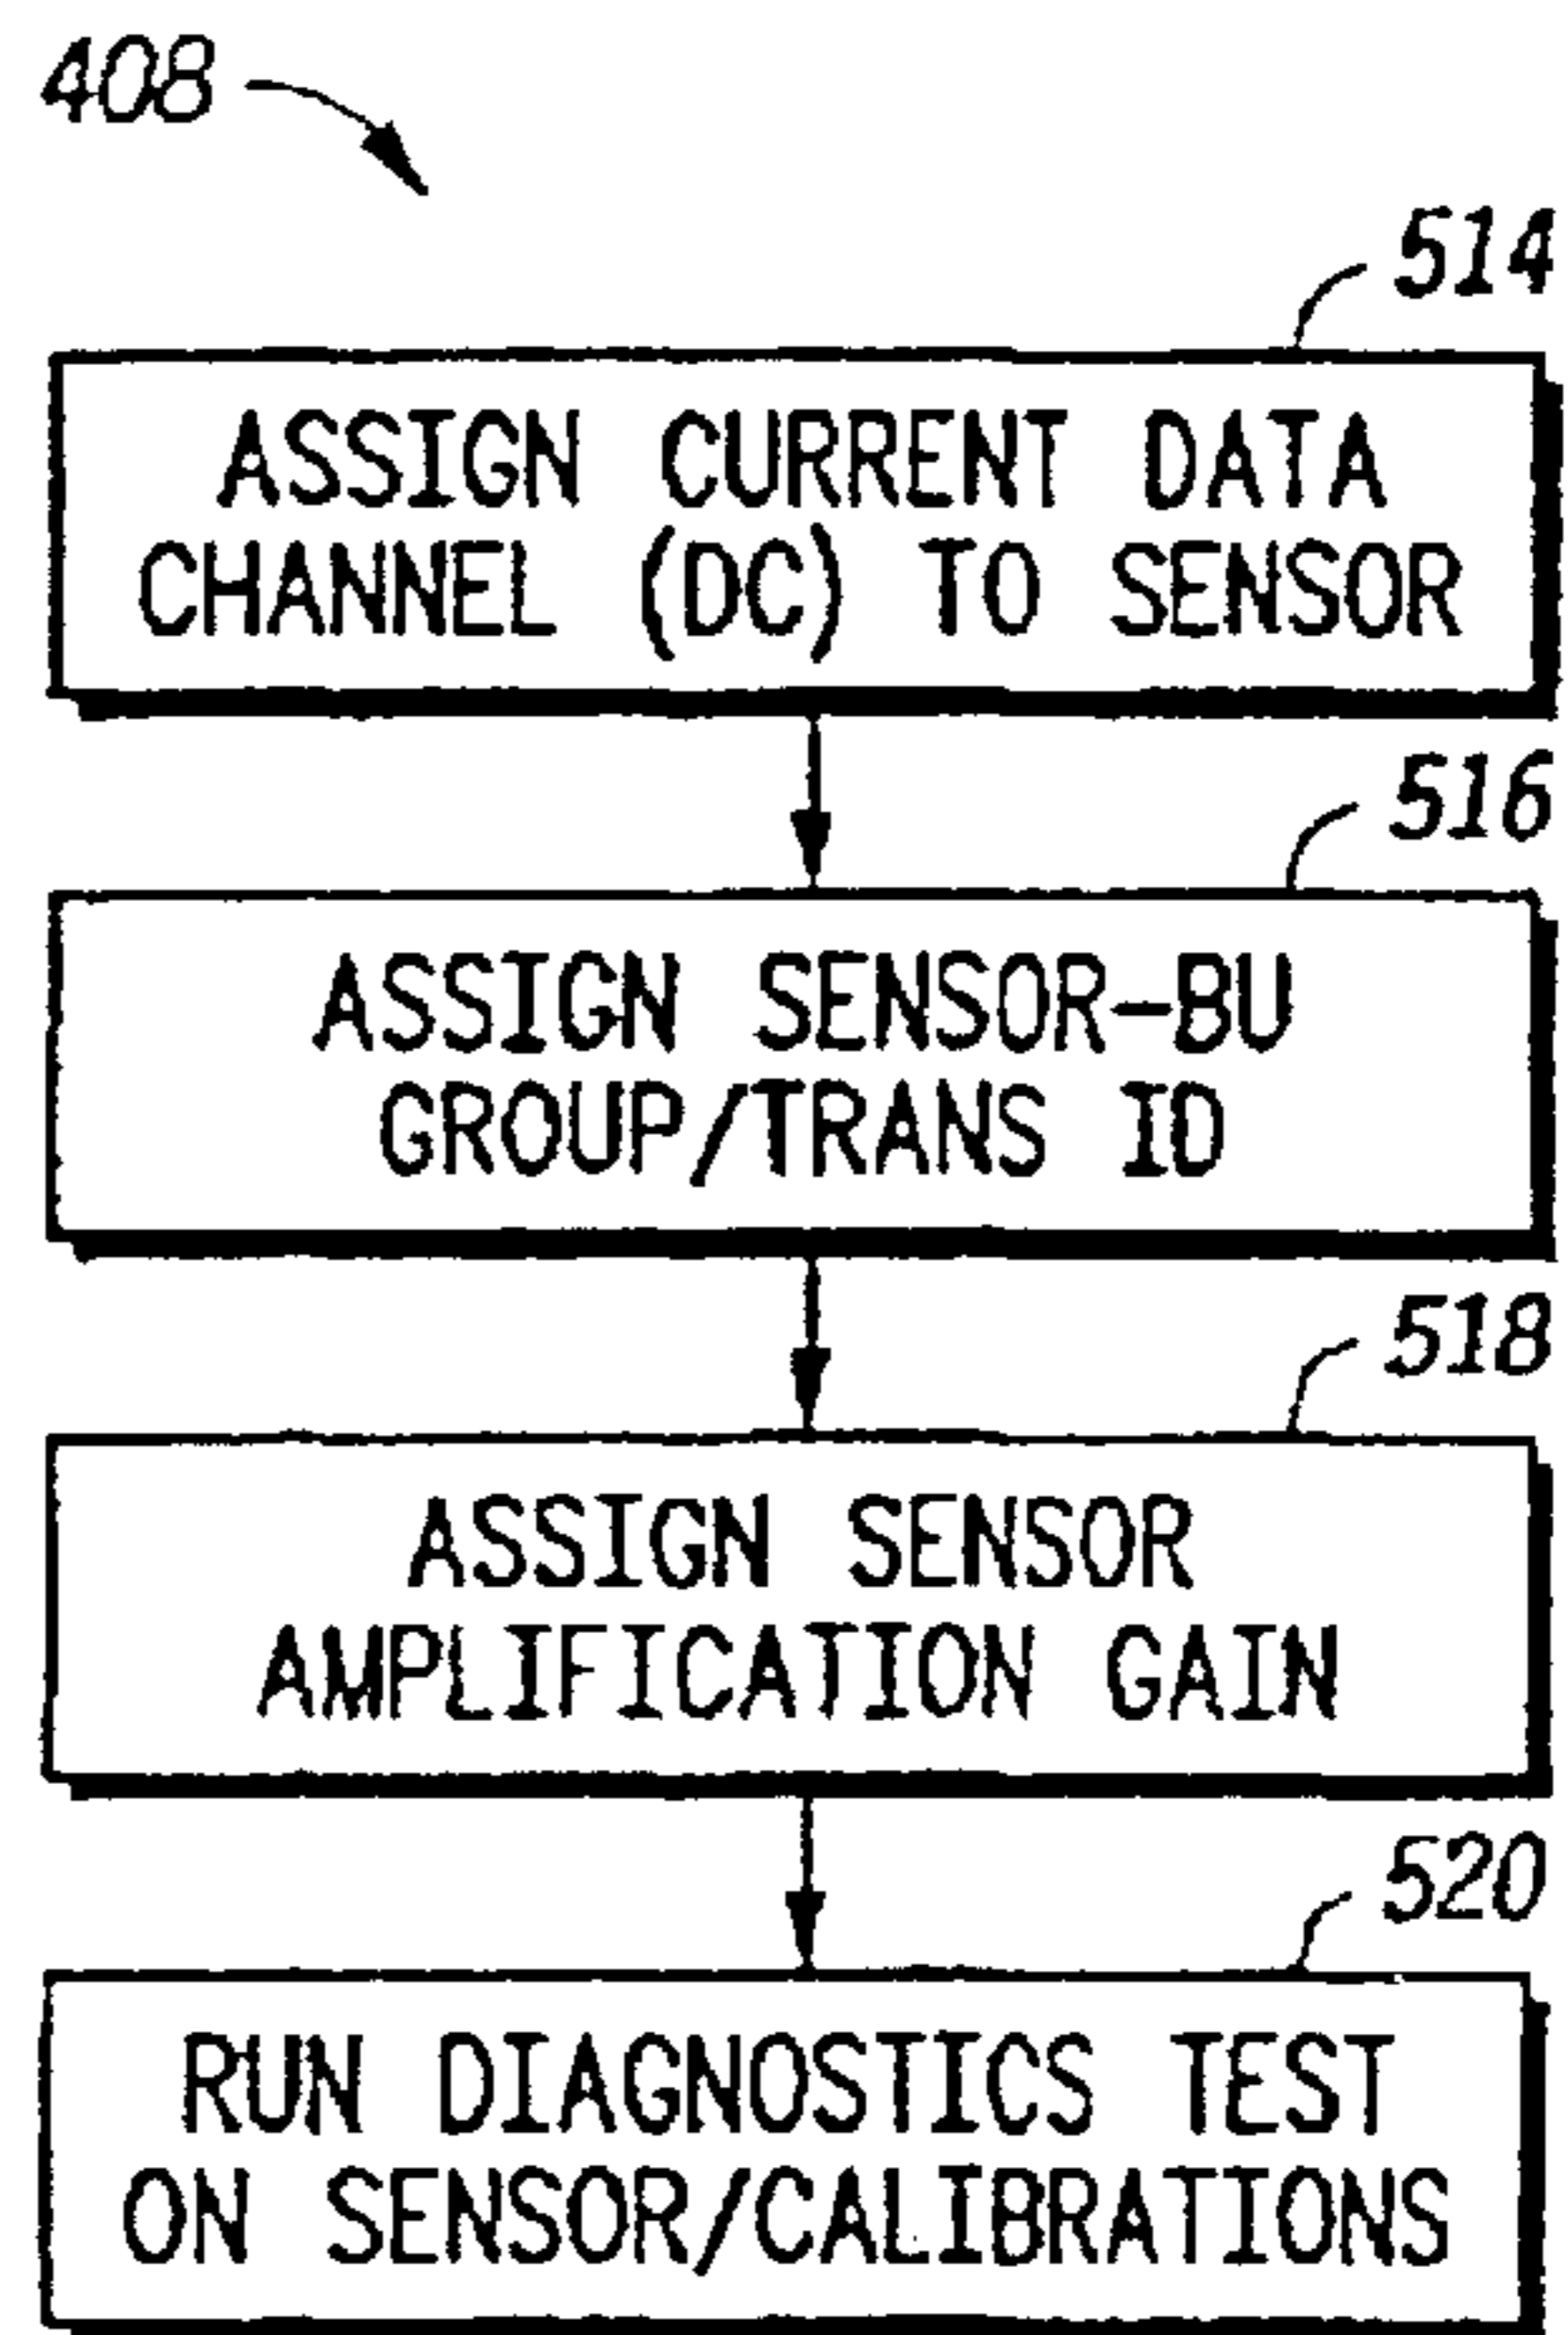 408
514
ASSIGN CURRENT DATA
CHANNEL (DC) TO SENSOR
516
ASSIGN SENSOR-BU
GROUP/TRANS ID
518
ASSIGN SENSOR
AMPLIFICATION GAIN
520
RUN DIAGNOSTICS TEST
ON SENSOR/CALIBRATIONS